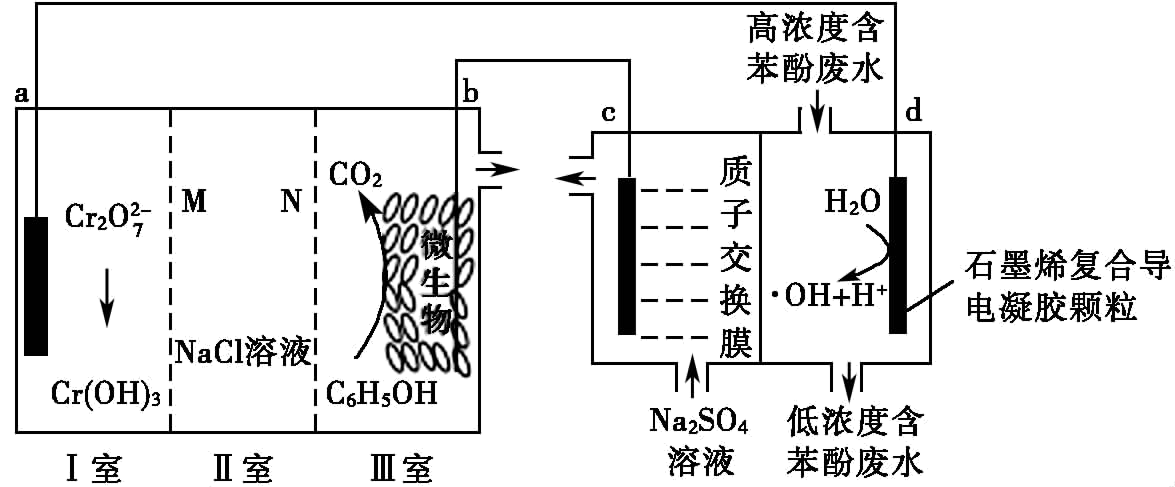 a
b
c
d
高浓度含
苯酚废水
CO₂
M
N
Cr₂O₇²⁻
微生物
质子交换膜
H₂O
·OH+H⁺
石墨烯复合导
电凝胶颗粒
NaCl溶液
Cr(OH)₃
C₆H₅OH
Na₂SO₄
溶液
低浓度含
苯酚废水
Ⅰ室
Ⅱ室
Ⅲ室